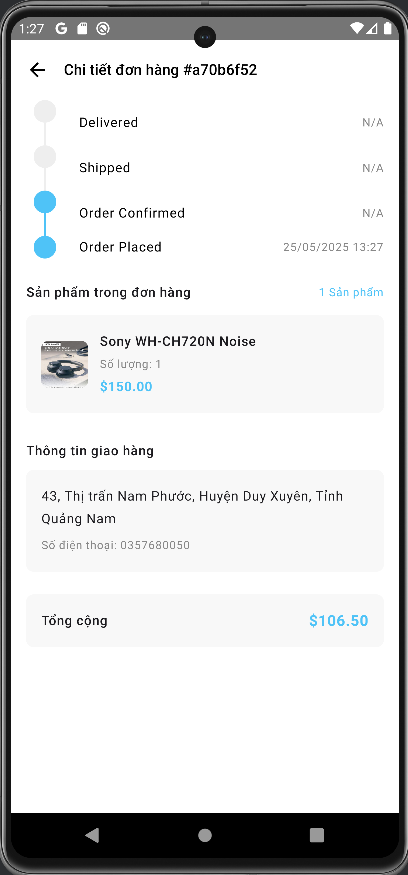 1:27
Chi tiết đơn hàng #a70b6f52
Delivered N/A
Shipped N/A
Order Confirmed N/A
Order Placed 25/05/2025 13:27
Sản phẩm trong đơn hàng 1 Sản phẩm
Sony WH-CH720N Noise
Số lượng: 1
$150.00
Thông tin giao hàng
43, Thị trấn Nam Phước, Huyện Duy Xuyên, Tỉnh
Quảng Nam
Số điện thoại: 0357680050
Tổng cộng $106.50